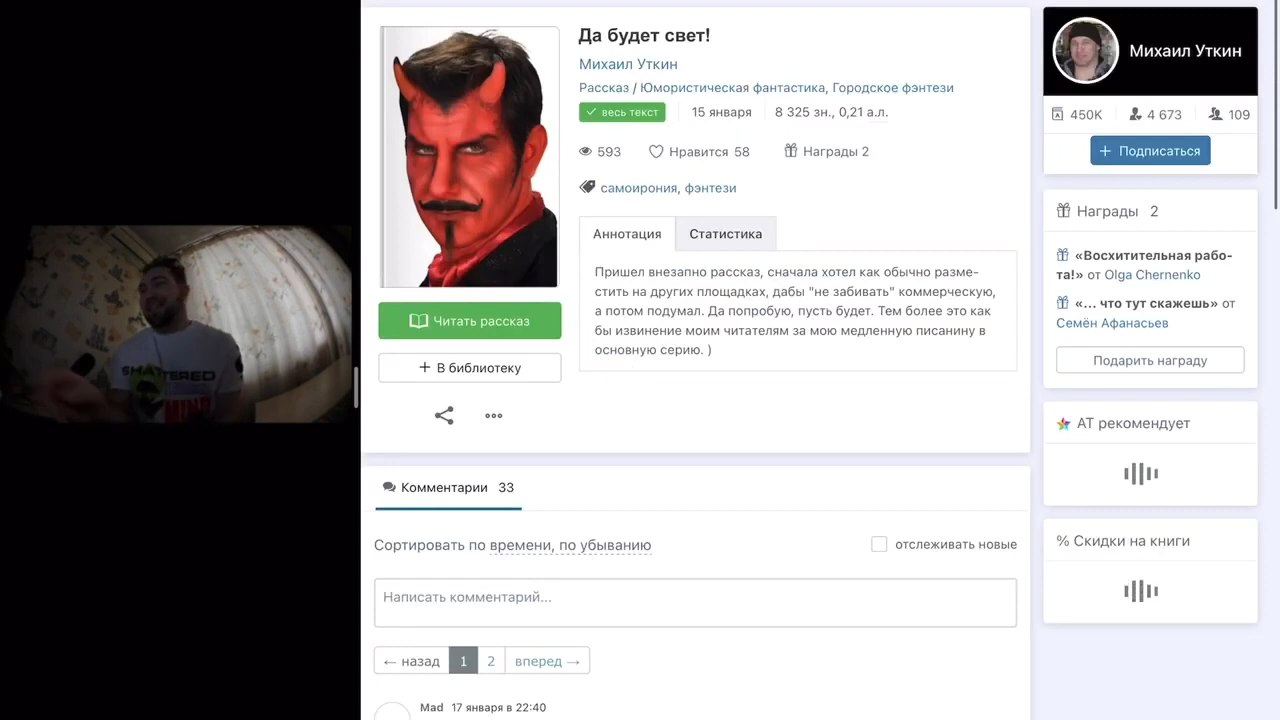 SHATTERED
Да будет свет!
Михаил Уткин
Рассказ / Юмористическая фантастика, Городское фэнтези
весь текст
15 января
8 325 зн., 0,21 а.л.
593
Нравится 58
Награды 2
самоирония, фэнтези
Аннотация
Статистика
Пришел внезапно рассказ, сначала хотел как обычно разме-
стить на других площадках, дабы "не забивать" коммерческую,
а потом подумал. Да попробую, пусть будет. Тем более это как
бы извинение моим читателям за мою медленную писанину в
основную серию. )
Читать рассказ
+ В библиотеку
Комментарии 33
Сортировать по времени, по убыванию
отслеживать новые
Написать комментарий...
← назад 1 2 вперед →
Mad 17 января в 22:40
Михаил Уткин
450K
4 673
109
+ Подписаться
Награды 2
«Восхитительная рабо-
та!» от Olga Chernenko
«... что тут скажешь» от
Семён Афанасьев
Подарить награду
АТ рекомендует
% Скидки на книги